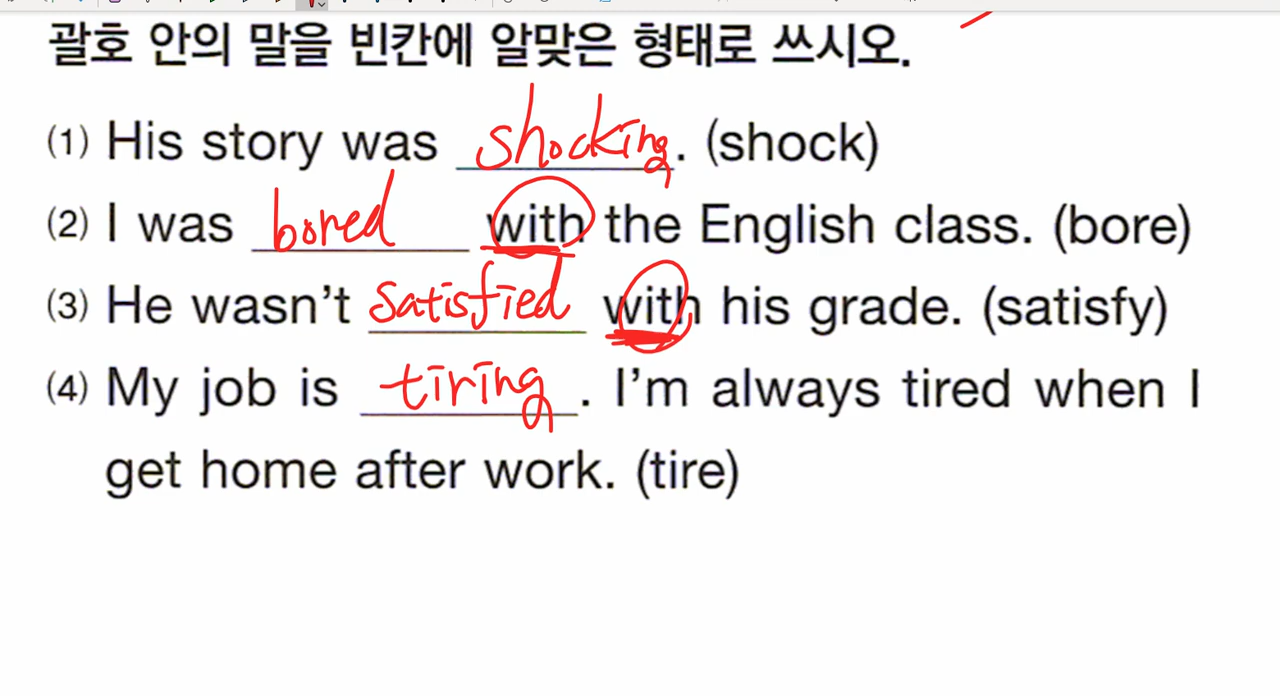 괄호 안의 말을 빈칸에 알맞은 형태로 쓰시오.
(1) His story was shocking. (shock)
(2) I was bored with the English class. (bore)
(3) He wasn't satisfied with his grade. (satisfy)
(4) My job is tiring. I'm always tired when I
get home after work. (tire)